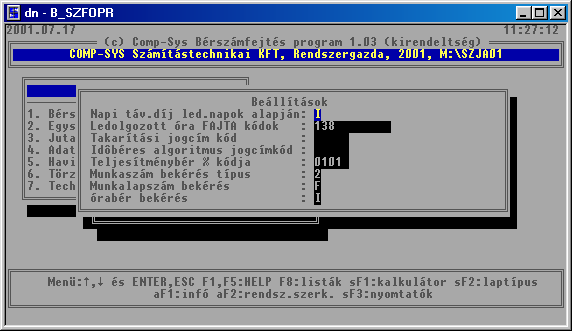 dn - B_SZFOPR
2001.07.17 11:27:12
(c) Comp-Sys Bérszámfejtés program 1.03 (kirendeltség)
COMP-SYS Számítástechnikai KFT, Rendszergazda, 2001, M:\SZJA01
Beállítások
1. Bérs Napi táv.díj led.napok alapján: I
2. Egys Ledolgozott óra FAJTA kódok : 138
3. Juta Takarítási jogcím kód :
4. Adat Időbéres algoritmus jogcímkód :
5. Havi Teljesítménybér % kódja : 0101
6. Törz Munkaszám bekérés típus : 2
7. Tech Munkalapszám bekérés : F
órabér bekérés : I
Menü:↑,↓ és ENTER,ESC F1,F5:HELP F8:listák sF1:kalkulátor sF2:laptípus
aF1:infó aF2:rendsz.szerk. sF3:nyomtatók